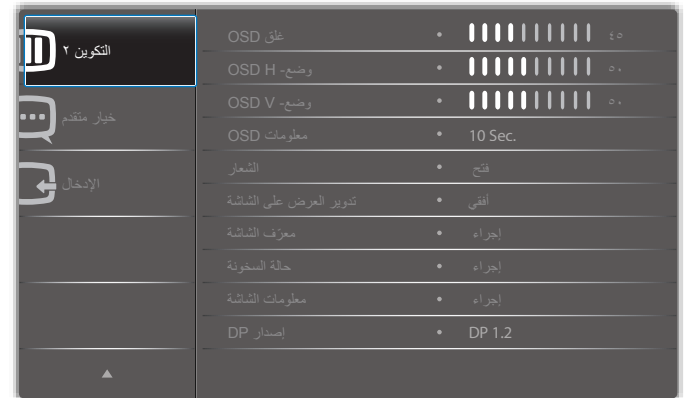 التكوين ٢
خيار متقدم
الإدخال
غلق OSD • ٤٥
وضع- OSD H • ٥٠
وضع- OSD V • ٥٠
معلومات OSD • 10 Sec.
الشعار • فتح
تدوير العرض على الشاشة • أفقي
معرّف الشاشة • إجراء
حالة السخونة • إجراء
معلومات الشاشة • إجراء
إصدار DP • DP 1.2